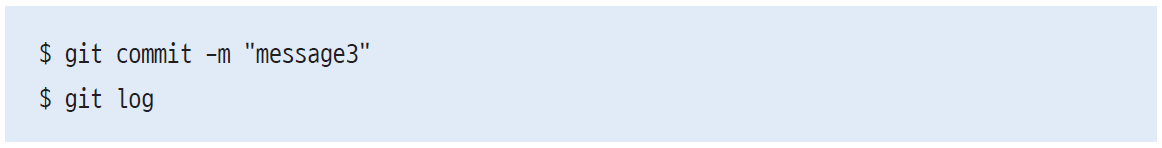 $ git commit –m "message3"
$ git log